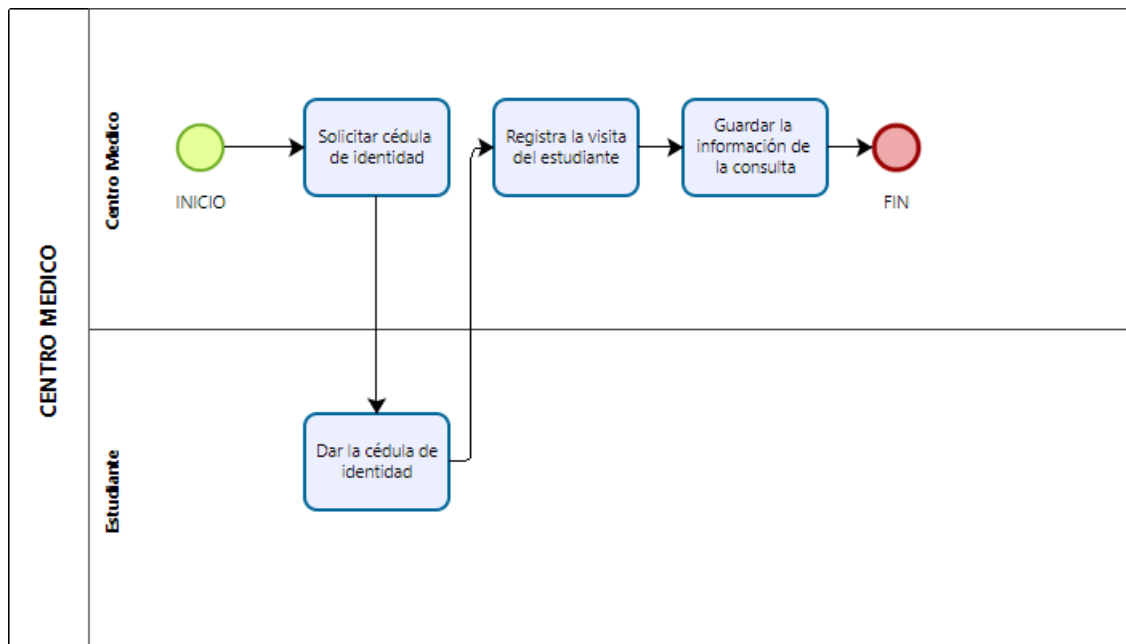 CENTRO MEDICO
Centro Medico
INICIO
Solicitar cédula
de identidad
Registra la visita
del estudiante
Guardar la
información de
la consulta
FIN
Estudiante
Dar la cédula de
identidad